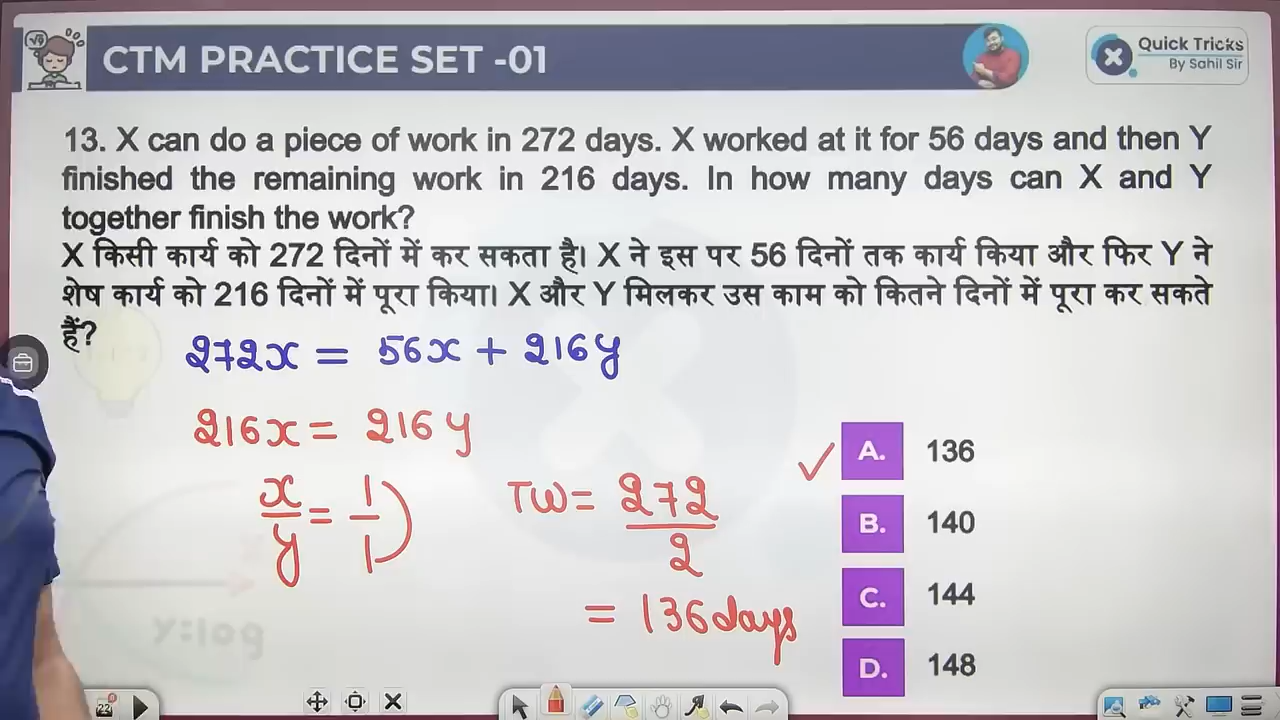 CTM PRACTICE SET -01
Quick Tricks
By Sahil Sir
13. X can do a piece of work in 272 days. X worked at it for 56 days and then Y
finished the remaining work in 216 days. In how many days can X and Y
together finish the work?
X किसी कार्य को 272 दिनों में कर सकता है। X ने इस पर 56 दिनों तक कार्य किया और फिर Y ने
शेष कार्य को 216 दिनों में पूरा किया। X और Y मिलकर उस काम को कितने दिनों में पूरा कर सकते
हैं?
272x = 56x + 216y
216x = 216y
x/y = 1/1
TW = 272/2
= 136 days
A. 136
B. 140
C. 144
D. 148
y=log
22